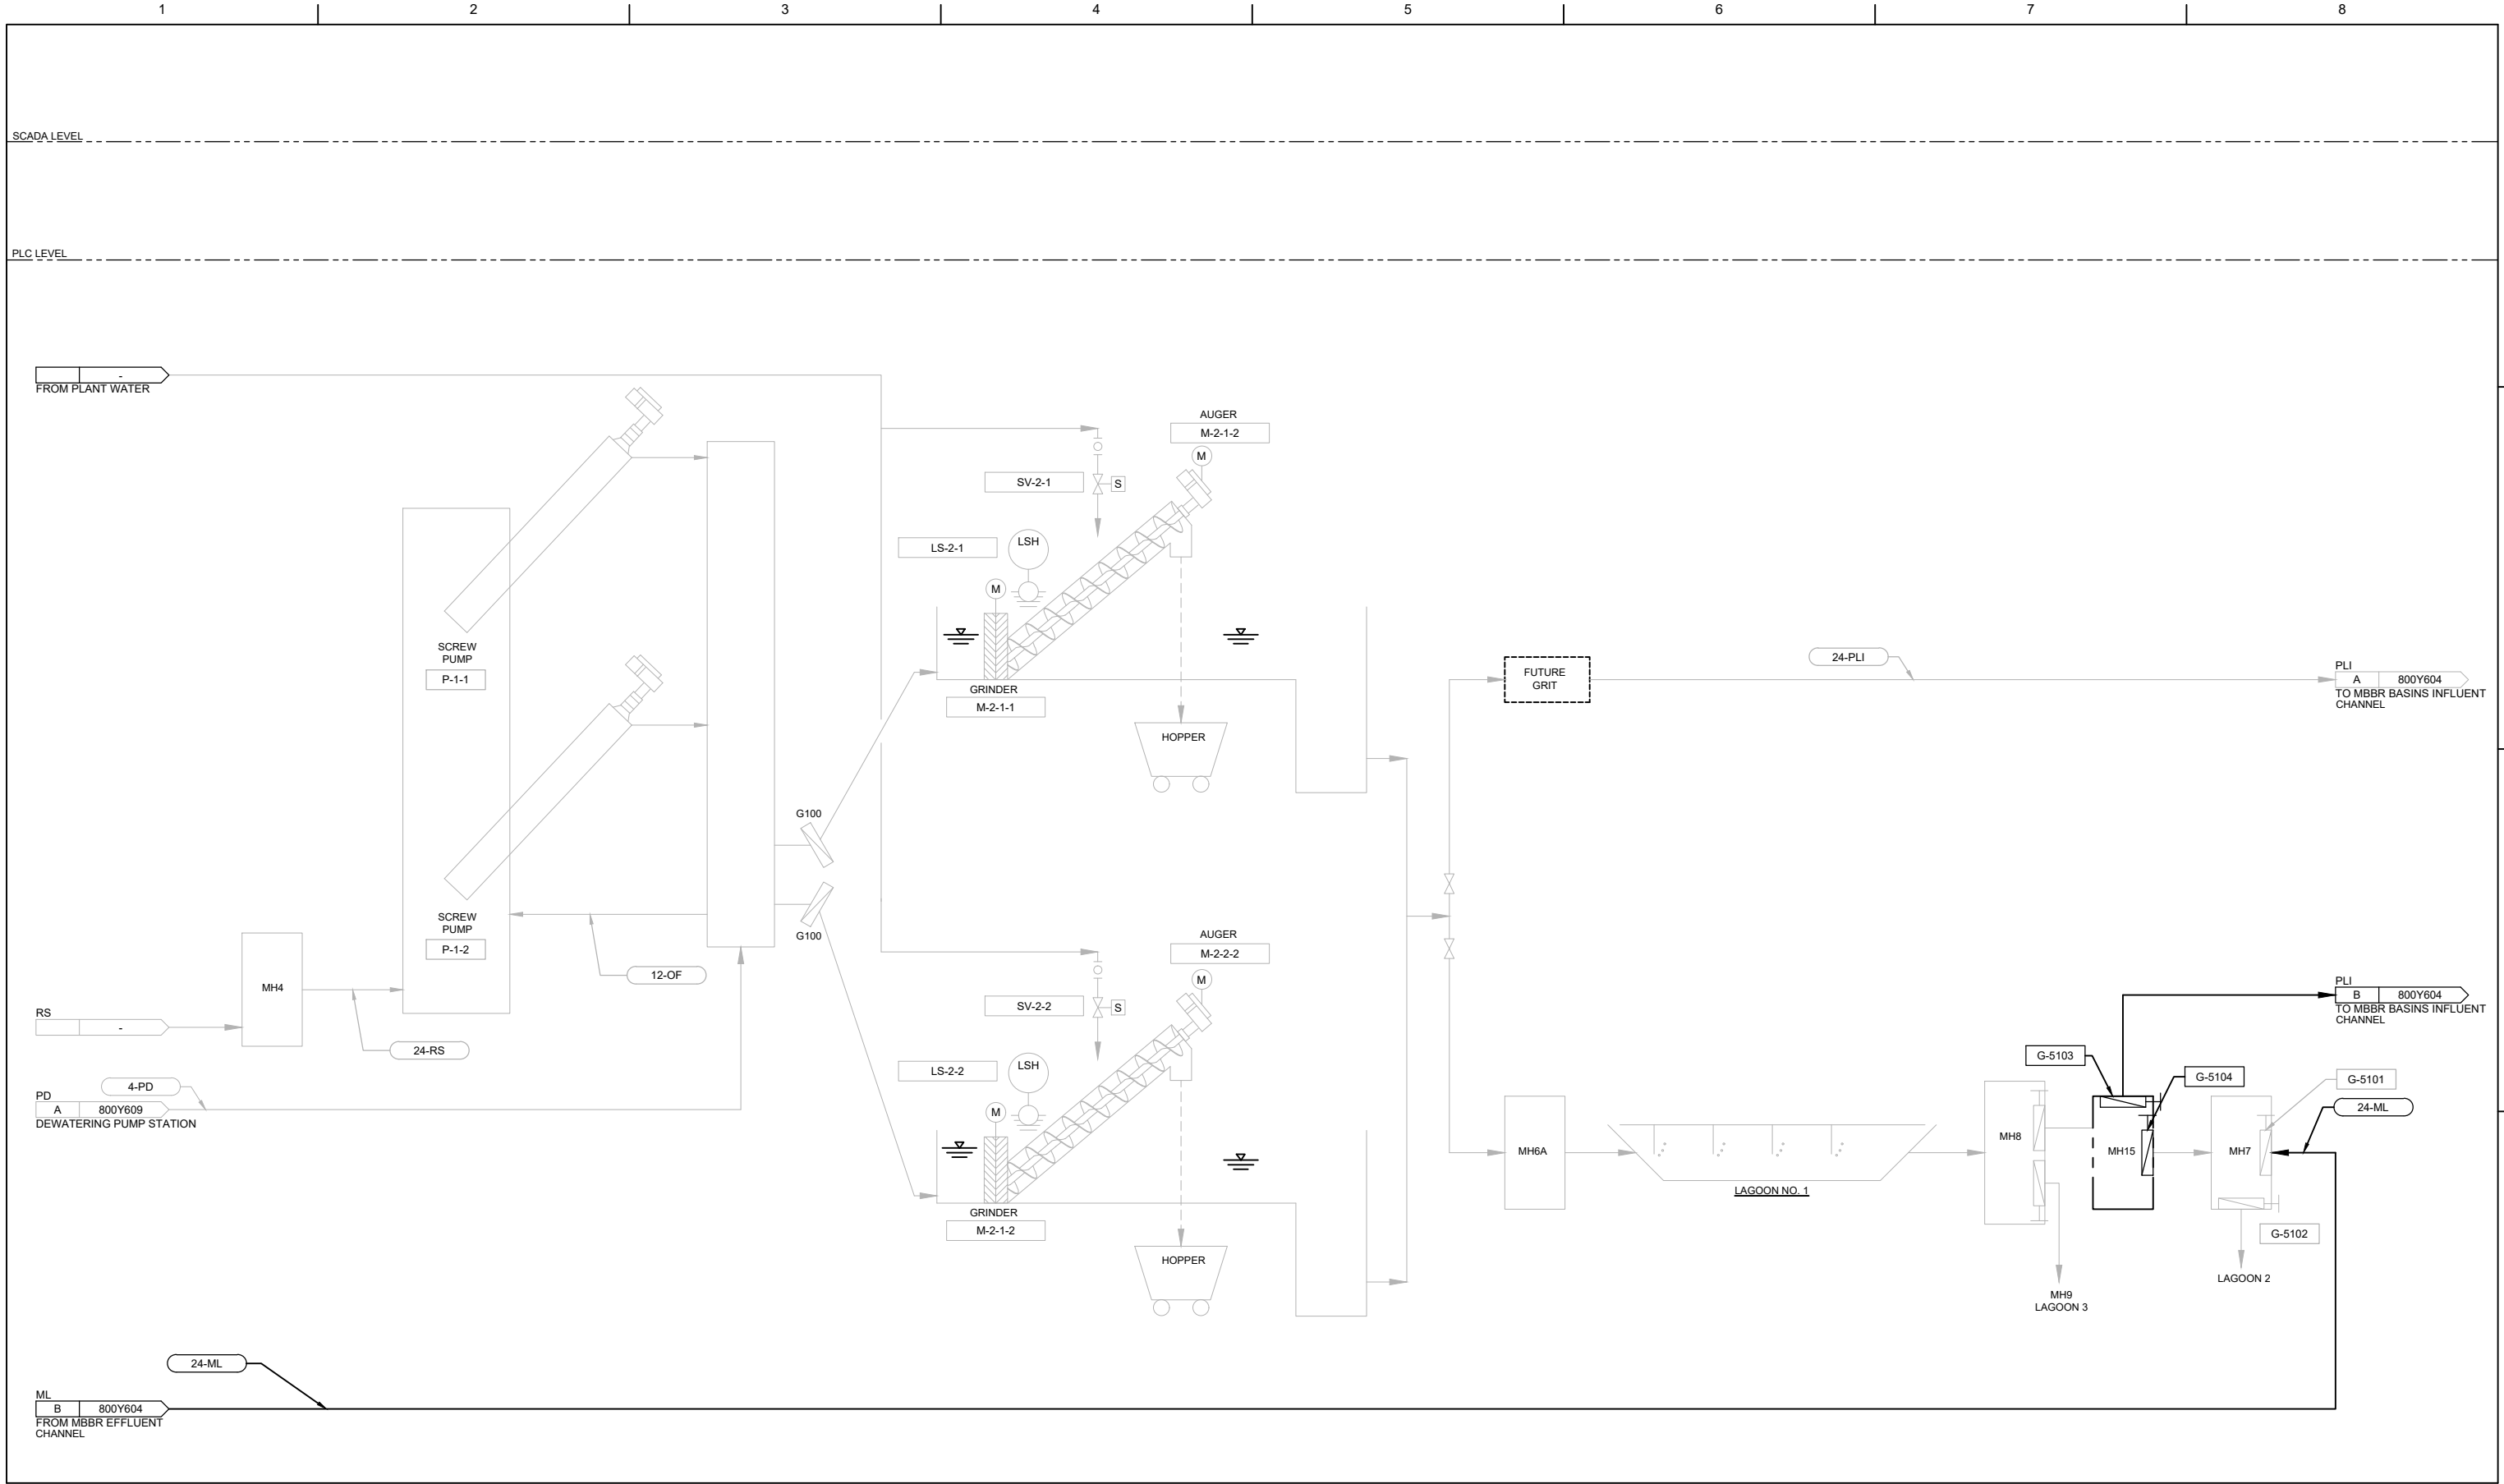 1
2
3
4
5
6
7
8
SCADA LEVEL
PLC LEVEL
-
FROM PLANT WATER
AUGER
M-2-1-2
M
SV-2-1
S
LS-2-1
LSH
M
SCREW
PUMP
P-1-1
GRINDER
M-2-1-1
HOPPER
FUTURE
GRIT
24-PLI
PLI
A 800Y604
TO MBBR BASINS INFLUENT
CHANNEL
G100
G100
SCREW
PUMP
P-1-2
12-OF
MH4
RS
-
24-RS
4-PD
PD
A 800Y609
DEWATERING PUMP STATION
AUGER
M-2-2-2
M
SV-2-2
S
LS-2-2
LSH
M
GRINDER
M-2-1-2
HOPPER
PLI
B 800Y604
TO MBBR BASINS INFLUENT
CHANNEL
G-5103
G-5104
G-5101
24-ML
MH6A
LAGOON NO. 1
MH8
MH15
MH7
G-5102
LAGOON 2
MH9
LAGOON 3
24-ML
ML
B 800Y604
FROM MBBR EFFLUENT
CHANNEL